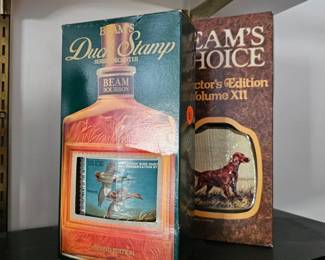 BEAM'S
Duck Stamp
BEAM
BOURBON
BEAM'S
CHOICE
Collector's Edition
Volume XII